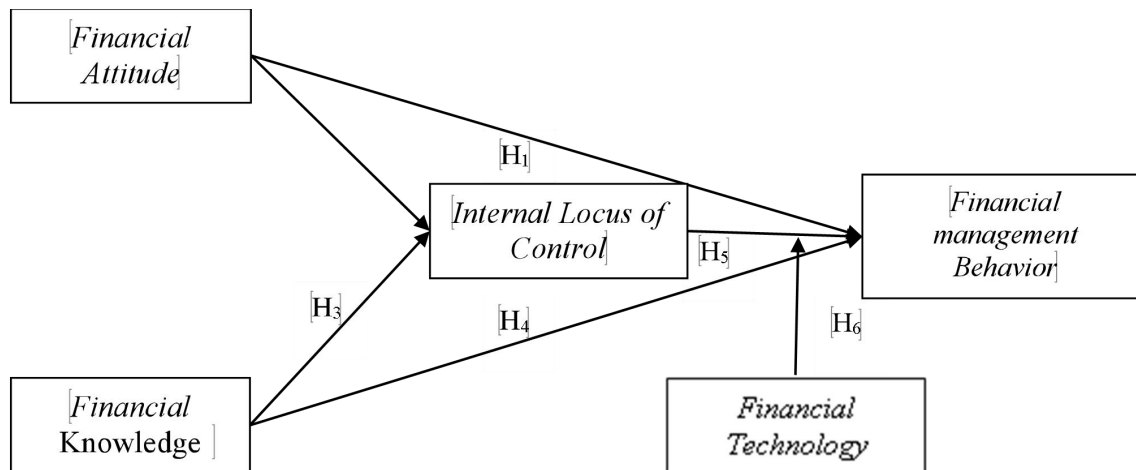 [Financial
Attitude]
[H₁]
[Internal Locus of
Control]
[Financial
management
Behavior]
[H₅]
[H₃]
[H₄]
[H₆]
[Financial
Knowledge]
Financial
Technology